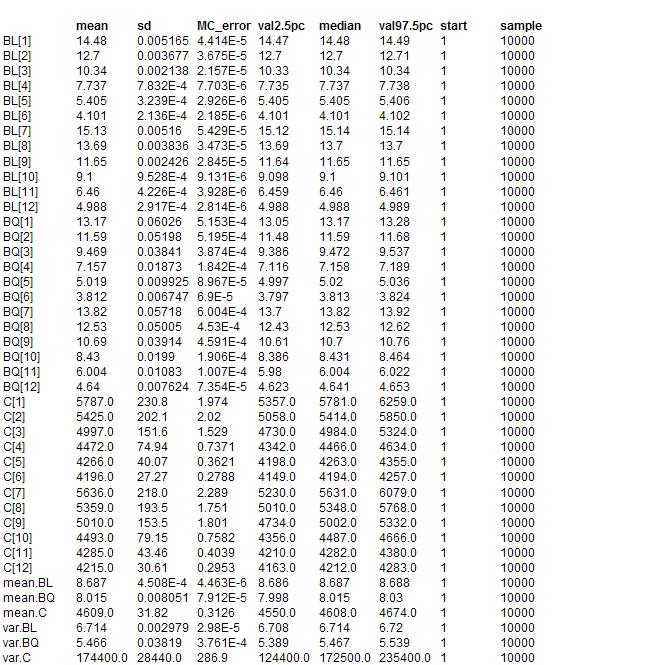 mean sd MC_error val2.5pc median val97.5pc start sample
BL[1] 14.48 0.005165 4.414E-5 14.47 14.48 14.49 1 10000
BL[2] 12.7 0.003677 3.675E-5 12.7 12.7 12.71 1 10000
BL[3] 10.34 0.002138 2.157E-5 10.33 10.34 10.34 1 10000
BL[4] 7.737 7.832E-4 7.703E-6 7.735 7.737 7.738 1 10000
BL[5] 5.405 3.239E-4 2.926E-6 5.405 5.405 5.406 1 10000
BL[6] 4.101 2.136E-4 2.185E-6 4.101 4.101 4.102 1 10000
BL[7] 15.13 0.00516 5.429E-5 15.12 15.14 15.14 1 10000
BL[8] 13.69 0.003836 3.473E-5 13.69 13.7 13.7 1 10000
BL[9] 11.65 0.002426 2.845E-5 11.64 11.65 11.65 1 10000
BL[10] 9.1 9.528E-4 9.131E-6 9.098 9.1 9.101 1 10000
BL[11] 6.46 4.226E-4 3.928E-6 6.459 6.46 6.461 1 10000
BL[12] 4.988 2.917E-4 2.814E-6 4.988 4.988 4.989 1 10000
BQ[1] 13.17 0.06026 5.153E-4 13.05 13.17 13.28 1 10000
BQ[2] 11.59 0.05198 5.195E-4 11.48 11.59 11.68 1 10000
BQ[3] 9.469 0.03841 3.874E-4 9.386 9.472 9.537 1 10000
BQ[4] 7.157 0.01873 1.842E-4 7.116 7.158 7.189 1 10000
BQ[5] 5.019 0.009925 8.967E-5 4.997 5.02 5.036 1 10000
BQ[6] 3.812 0.006747 6.9E-5 3.797 3.813 3.824 1 10000
BQ[7] 13.82 0.05718 6.004E-4 13.7 13.82 13.92 1 10000
BQ[8] 12.53 0.05005 4.53E-4 12.43 12.53 12.62 1 10000
BQ[9] 10.69 0.03914 4.591E-4 10.61 10.7 10.76 1 10000
BQ[10] 8.43 0.0199 1.906E-4 8.386 8.431 8.464 1 10000
BQ[11] 6.004 0.01083 1.007E-4 5.98 6.004 6.022 1 10000
BQ[12] 4.64 0.007624 7.354E-5 4.623 4.641 4.653 1 10000
C[1] 5787.0 230.8 1.974 5357.0 5781.0 6259.0 1 10000
C[2] 5425.0 202.1 2.02 5058.0 5414.0 5850.0 1 10000
C[3] 4997.0 151.6 1.529 4730.0 4984.0 5324.0 1 10000
C[4] 4472.0 74.94 0.7371 4342.0 4466.0 4634.0 1 10000
C[5] 4266.0 40.07 0.3621 4198.0 4263.0 4355.0 1 10000
C[6] 4196.0 27.27 0.2788 4149.0 4194.0 4257.0 1 10000
C[7] 5636.0 218.0 2.289 5230.0 5631.0 6079.0 1 10000
C[8] 5359.0 193.5 1.751 5010.0 5348.0 5768.0 1 10000
C[9] 5010.0 153.5 1.801 4734.0 5002.0 5332.0 1 10000
C[10] 4493.0 79.15 0.7582 4356.0 4487.0 4666.0 1 10000
C[11] 4285.0 43.46 0.4039 4210.0 4282.0 4380.0 1 10000
C[12] 4215.0 30.61 0.2953 4163.0 4212.0 4283.0 1 10000
mean.BL 8.687 4.508E-4 4.463E-6 8.686 8.687 8.688 1 10000
mean.BQ 8.015 0.008051 7.912E-5 7.998 8.015 8.03 1 10000
mean.C 4609.0 31.82 0.3126 4550.0 4608.0 4674.0 1 10000
var.BL 6.714 0.002979 2.98E-5 6.708 6.714 6.72 1 10000
var.BQ 5.466 0.03819 3.761E-4 5.389 5.467 5.539 1 10000
var.C 174400.0 28440.0 286.9 124400.0 172500.0 235400.0 1 10000